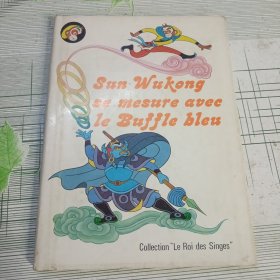 Sun Wukong
se mesure avec
le Buffle bleu
Collection "Le Roi des Singes"